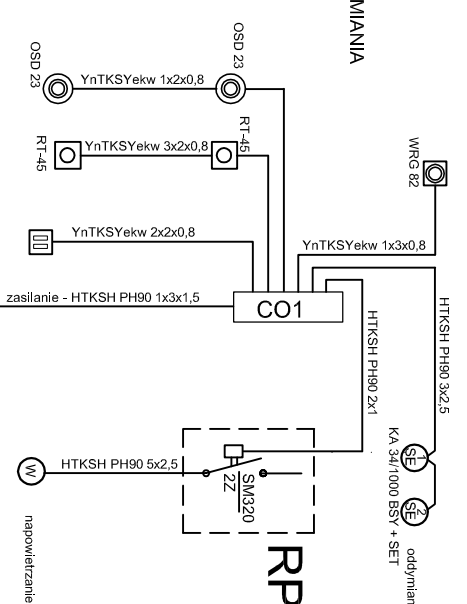 MIANIA
OSD 23
YnTKSYekw 1x2x0,8
OSD 23
RT-45
YnTKSYekw 3x2x0,8
RT-45
WRG 82
YnTKSYekw 2x2x0,8
YnTKSYekw 1x3x0,8
zasilanie - HTKSH PH90 1x3x1,5
CO1
HTKSH PH90 2x1
HTKSH PH90 3x2,5
KA 34/1000 BSY + SET
1
SE
2
SE
oddymian
W
HTKSH PH90 5x2,5
SM320
2Z
napowietrzanie
RP